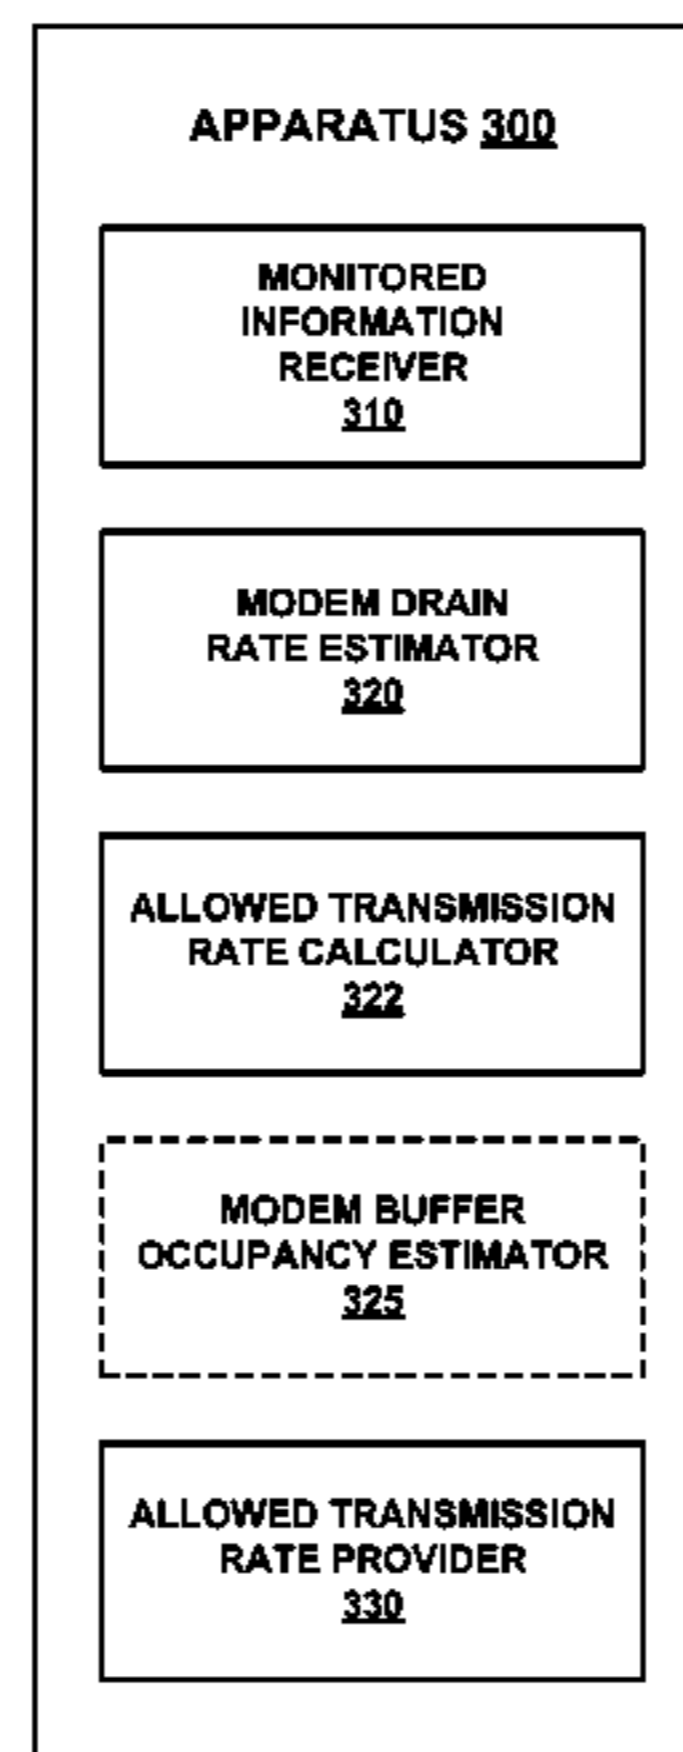 APPARATUS 300
MONITORED
INFORMATION
RECEIVER
310
MODEM DRAIN
RATE ESTIMATOR
320
ALLOWED TRANSMISSION
RATE CALCULATOR
322
MODEM BUFFER
OCCUPANCY ESTIMATOR
325
ALLOWED TRANSMISSION
RATE PROVIDER
330